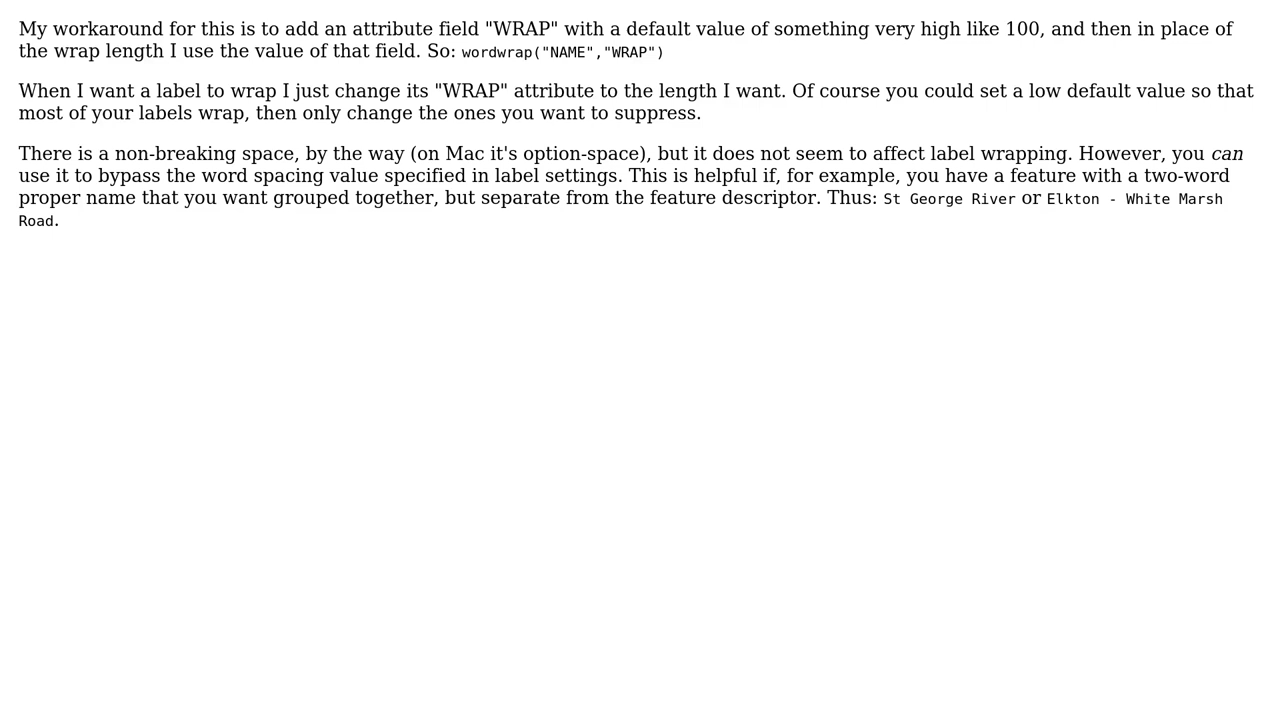 My workaround for this is to add an attribute field "WRAP" with a default value of something very high like 100, and then in place of
the wrap length I use the value of that field. So: wordwrap("NAME","WRAP")
When I want a label to wrap I just change its "WRAP" attribute to the length I want. Of course you could set a low default value so that
most of your labels wrap, then only change the ones you want to suppress.
There is a non-breaking space, by the way (on Mac it's option-space), but it does not seem to affect label wrapping. However, you can
use it to bypass the word spacing value specified in label settings. This is helpful if, for example, you have a feature with a two-word
proper name that you want grouped together, but separate from the feature descriptor. Thus: St George River or Elkton - White Marsh
Road.